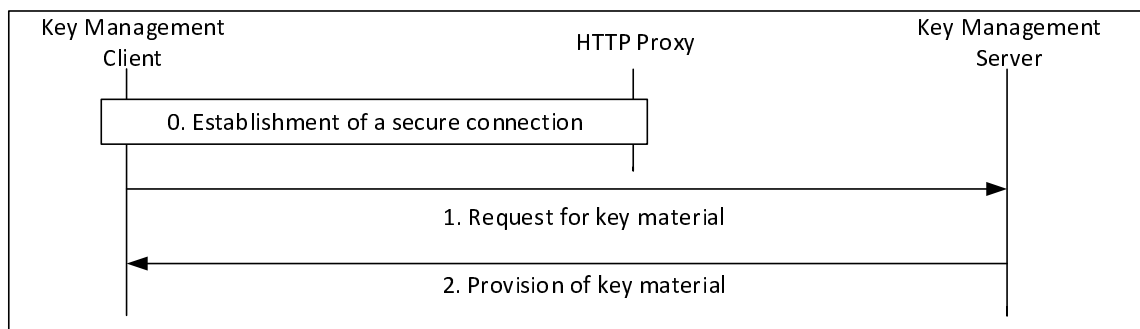 Key Management
Client
HTTP Proxy
Key Management
Server
0. Establishment of a secure connection
1. Request for key material
2. Provision of key material